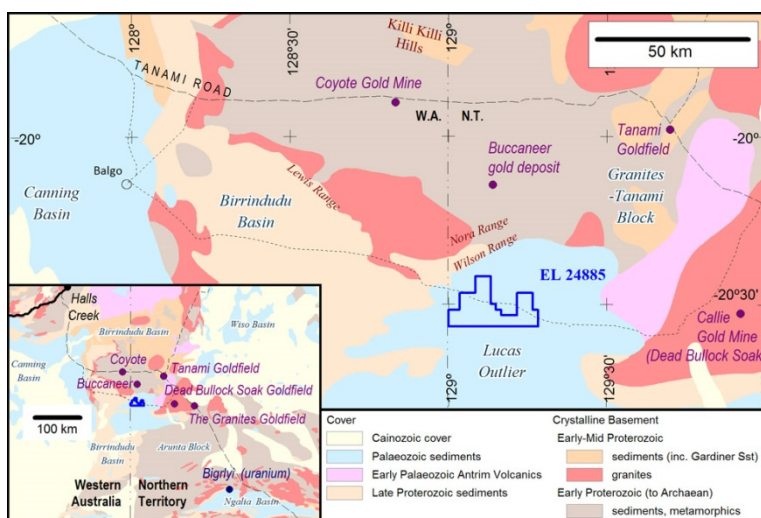 128°
128°30'
129°
Killi Killi
Hills
50 km
TANAMI ROAD
Coyote Gold Mine
W.A.
N.T.
-20°
-20°
Tanami
Goldfield
Buccaneer
gold deposit
Balgo
Canning
Basin
Birrindudu
Basin
Lewis Range
Granites
-Tanami
Block
Nora Range
Wilson Range
EL 24885
-20°30'
Callie
Gold Mine
(Dead Bullock Soak)
Lucas
Outlier
129°
129°30'
Halls
Creek
Birrindudu Basin
Wiso Basin
Canning
Basin
Coyote
Tanami Goldfield
Buccaneer
Dead Bullock Soak Goldfield
The Granites Goldfield
100 km
Birrindudu
Basin
Arunta Block
Western
Australia
Northern
Territory
Bigrlyi (uranium)
Ngalia Basin
Cover
Cainozoic cover
Palaeozoic sediments
Early Palaeozoic Antrim Volcanics
Late Proterozoic sediments
Crystalline Basement
Early-Mid Proterozoic
sediments (inc. Gardiner Sst)
granites
Early Proterozoic (to Archaean)
sediments, metamorphics